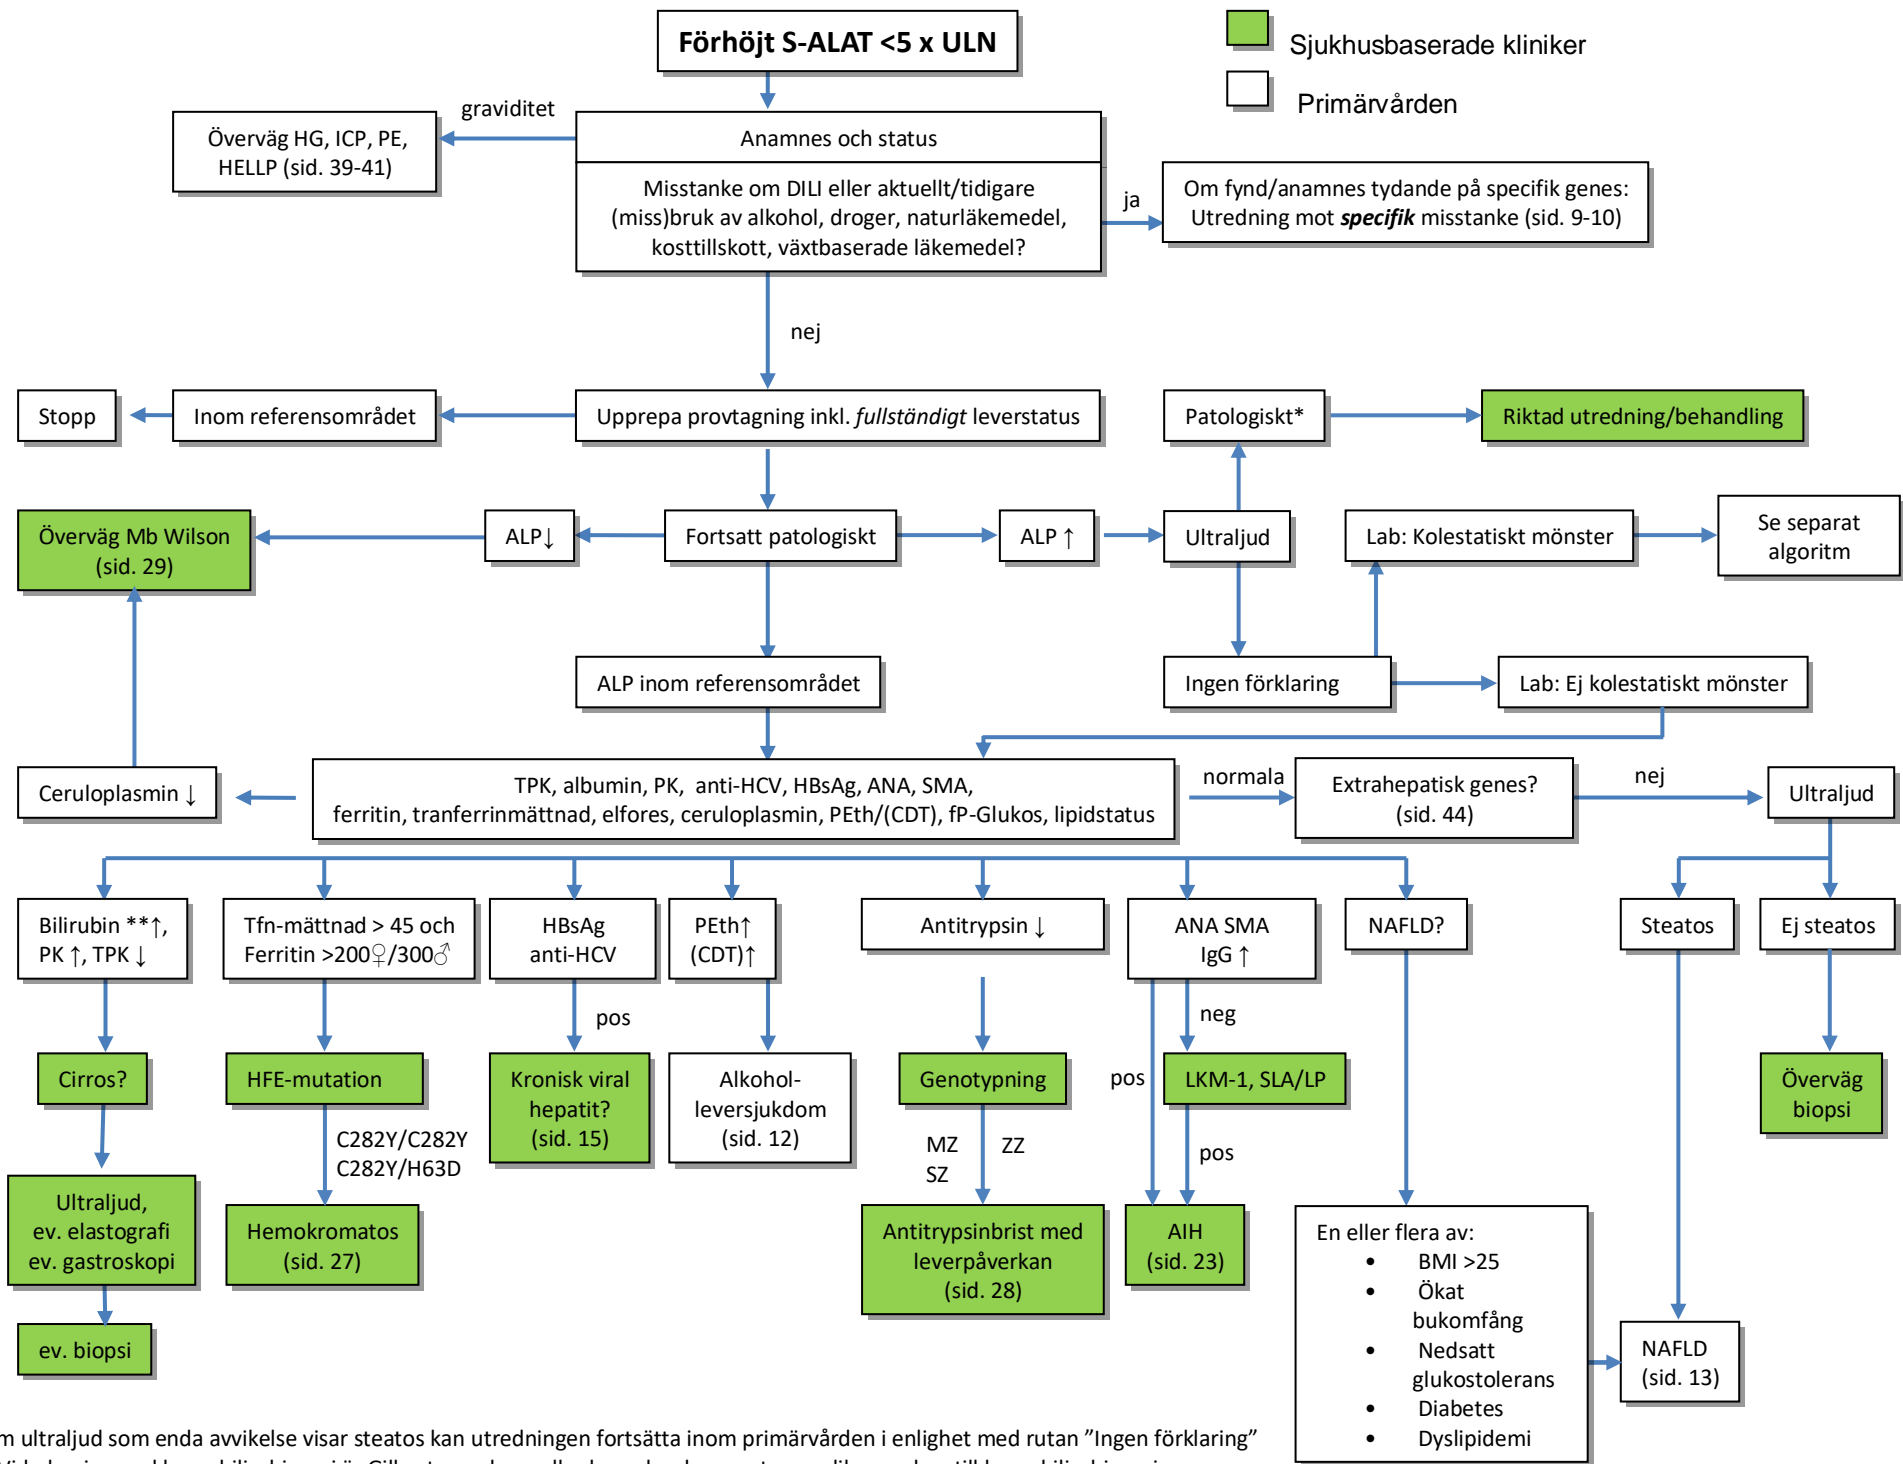 Förhöjt S-ALAT <5 x ULN
Sjukhusbaserade kliniker
Primärvården
graviditet
Överväg HG, ICP, PE,
HELLP (sid. 39-41)
Anamnes och status
Misstanke om DILI eller aktuellt/tidigare
(miss)bruk av alkohol, droger, naturläkemedel,
kosttillskott, växtbaserade läkemedel?
ja
Om fynd/anamnes tydande på specifik genes:
Utredning mot specifik misstanke (sid. 9-10)
nej
Stopp
Inom referensområdet
Upprepa provtagning inkl. fullständigt leverstatus
Patologiskt*
Riktad utredning/behandling
Överväg Mb Wilson
(sid. 29)
ALP↓
Fortsatt patologiskt
ALP ↑
Ultraljud
Lab: Kolestatiskt mönster
Se separat
algoritm
ALP inom referensområdet
Ingen förklaring
Lab: Ej kolestatiskt mönster
Ceruloplasmin ↓
TPK, albumin, PK, anti-HCV, HBsAg, ANA, SMA,
ferritin, tranferrinmättnad, elfores, ceruloplasmin, PEth/(CDT), fP-Glukos, lipidstatus
normala
Extrahepatisk genes?
(sid. 44)
nej
Ultraljud
Bilirubin **↑,
PK ↑, TPK ↓
Tfn-mättnad > 45 och
Ferritin >200♀/300♂
HBsAg
anti-HCV
PEth↑
(CDT)↑
Antitrypsin ↓
ANA SMA
IgG ↑
NAFLD?
Steatos
Ej steatos
pos
neg
Cirros?
HFE-mutation
Kronisk viral
hepatit?
(sid. 15)
Alkohol-
leversjukdom
(sid. 12)
Genotypning
pos
LKM-1, SLA/LP
Överväg
biopsi
C282Y/C282Y
C282Y/H63D
MZ
SZ
ZZ
pos
Ultraljud,
ev. elastografi
ev. gastroskopi
Hemokromatos
(sid. 27)
Antitrypsinbrist med
leverpåverkan
(sid. 28)
AIH
(sid. 23)
En eller flera av:
• BMI >25
• Ökat
bukomfång
• Nedsatt
glukostolerans
• Diabetes
• Dyslipidemi
ev. biopsi
NAFLD
(sid. 13)
m ultraljud som enda avvikelse visar steatos kan utredningen fortsätta inom primärvården i enlighet med rutan ”Ingen förklaring”